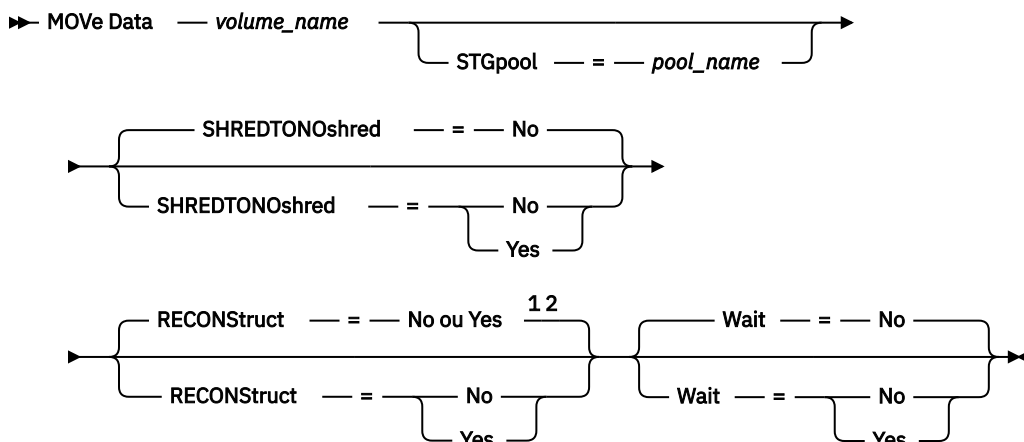 MOVe Data volume_name
STGpool = pool_name
SHREDTONOshred = No
SHREDTONOshred = No
Yes
RECONStruct = No ou Yes 1 2 Wait = No
RECONStruct = No Wait = No
Yes Yes